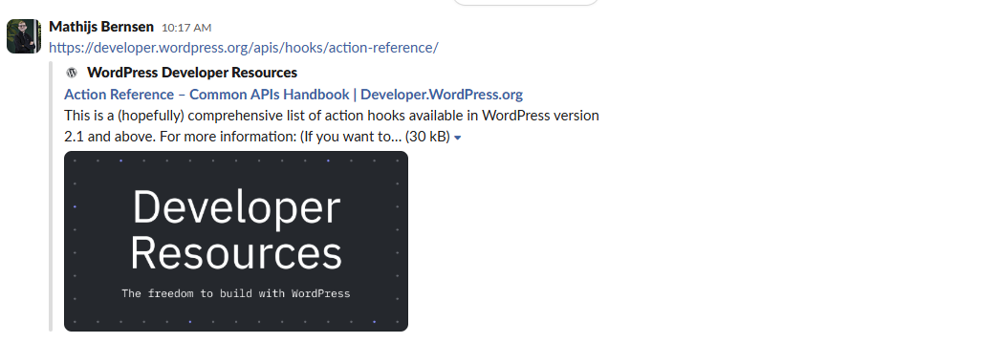 Mathijs Bernsen 10:17 AM
https://developer.wordpress.org/apis/hooks/action-reference/
WordPress Developer Resources
Action Reference – Common APIs Handbook | Developer.WordPress.org
This is a (hopefully) comprehensive list of action hooks available in WordPress version
2.1 and above. For more information: (If you want to... (30 kB)
Developer
Resources
The freedom to build with WordPress